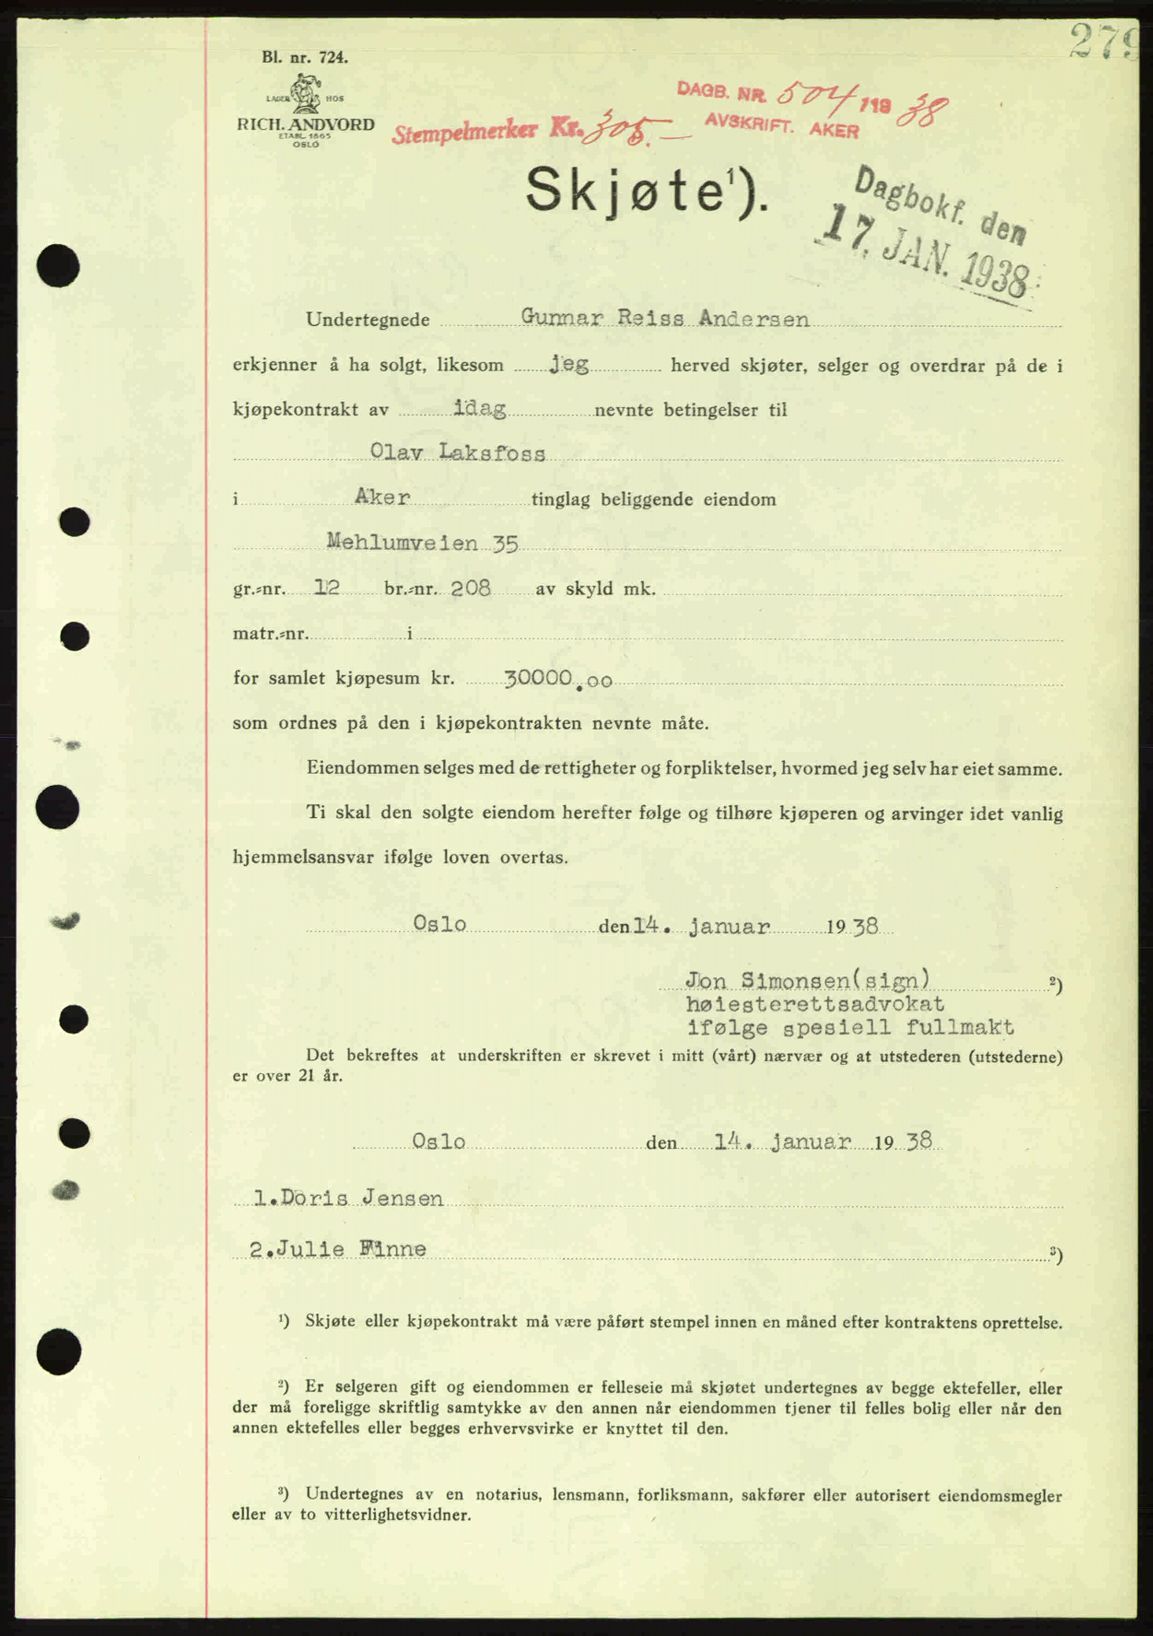 279
Bl. nr. 724.
LAGER HOS
RICH. ANDVORD
ETABL. 1865
OSLO
DAGB. NR. 504/1938
AVSKRIFT. AKER
Stempelmerker Kr. 305.—
Skjøte¹).
Dagbokf. den
17. JAN. 1938
Undertegnede Gunnar Reiss Andersen
erkjenner å ha solgt, likesom jeg herved skjøter, selger og overdrar på de i
kjøpekontrakt av idag nevnte betingelser til
Olav Laksfoss
i Aker tinglag beliggende eiendom
Mehlumveien 35
gr.-nr. 12 br.-nr. 208 av skyld mk.
matr.-nr. i
for samlet kjøpesum kr. 30000.00
som ordnes på den i kjøpekontrakten nevnte måte.
Eiendommen selges med de rettigheter og forpliktelser, hvormed jeg selv har eiet samme.
Ti skal den solgte eiendom herefter følge og tilhøre kjøperen og arvinger idet vanlig
hjemmelsansvar ifølge loven overtas.
Oslo den 14. januar 1938
Jon Simonsen(sign) ²)
høiesterettsadvokat
ifølge spesiell fullmakt
Det bekreftes at underskriften er skrevet i mitt (vårt) nærvær og at utstederen (utstederne)
er over 21 år.
Oslo den 14. januar 1938
1.Doris Jensen
2.Julie Finne ³)
¹) Skjøte eller kjøpekontrakt må være påført stempel innen en måned efter kontraktens oprettelse.
²) Er selgeren gift og eiendommen er felleseie må skjøtet undertegnes av begge ektefeller, eller
der må foreligge skriftlig samtykke av den annen når eiendommen tjener til felles bolig eller når den
annen ektefelles eller begges erhvervsvirke er knyttet til den.
³) Undertegnes av en notarius, lensmann, forliksmann, sakfører eller autorisert eiendomsmegler
eller av to vitterlighetsvidner.